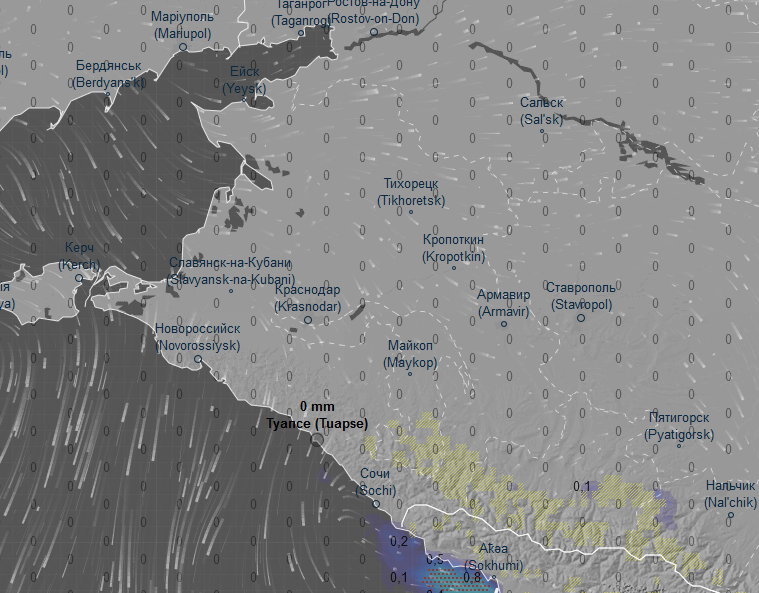 Таганрог
(Taganrog)
Ростов-на-Дону
(Rostov-on-Don)
Маріуполь
(Mariupol)
Бердянськ
(Berdyans'k)
Ейск
(Yeysk)
Сальск
(Sal'sk)
Тихорецк
(Tikhoretsk)
Кропоткин
(Kropotkin)
Керч
(Kerch)
Славянск-на-Кубани
(Slavyansk-na-Kubani)
Краснодар
(Krasnodar)
Армавир
(Armavir)
Ставрополь
(Stavropol)
Новороссийск
(Novorossiysk)
Майкоп
(Maykop)
0 mm
Туапсе (Tuapse)
Пятигорск
(Pyatigorsk)
Сочи
(Sochi)
0,1
Нальчик
(Nal'chik)
0,2
Аҟәа
(Sokhumi)
0,5
0,1
0,8